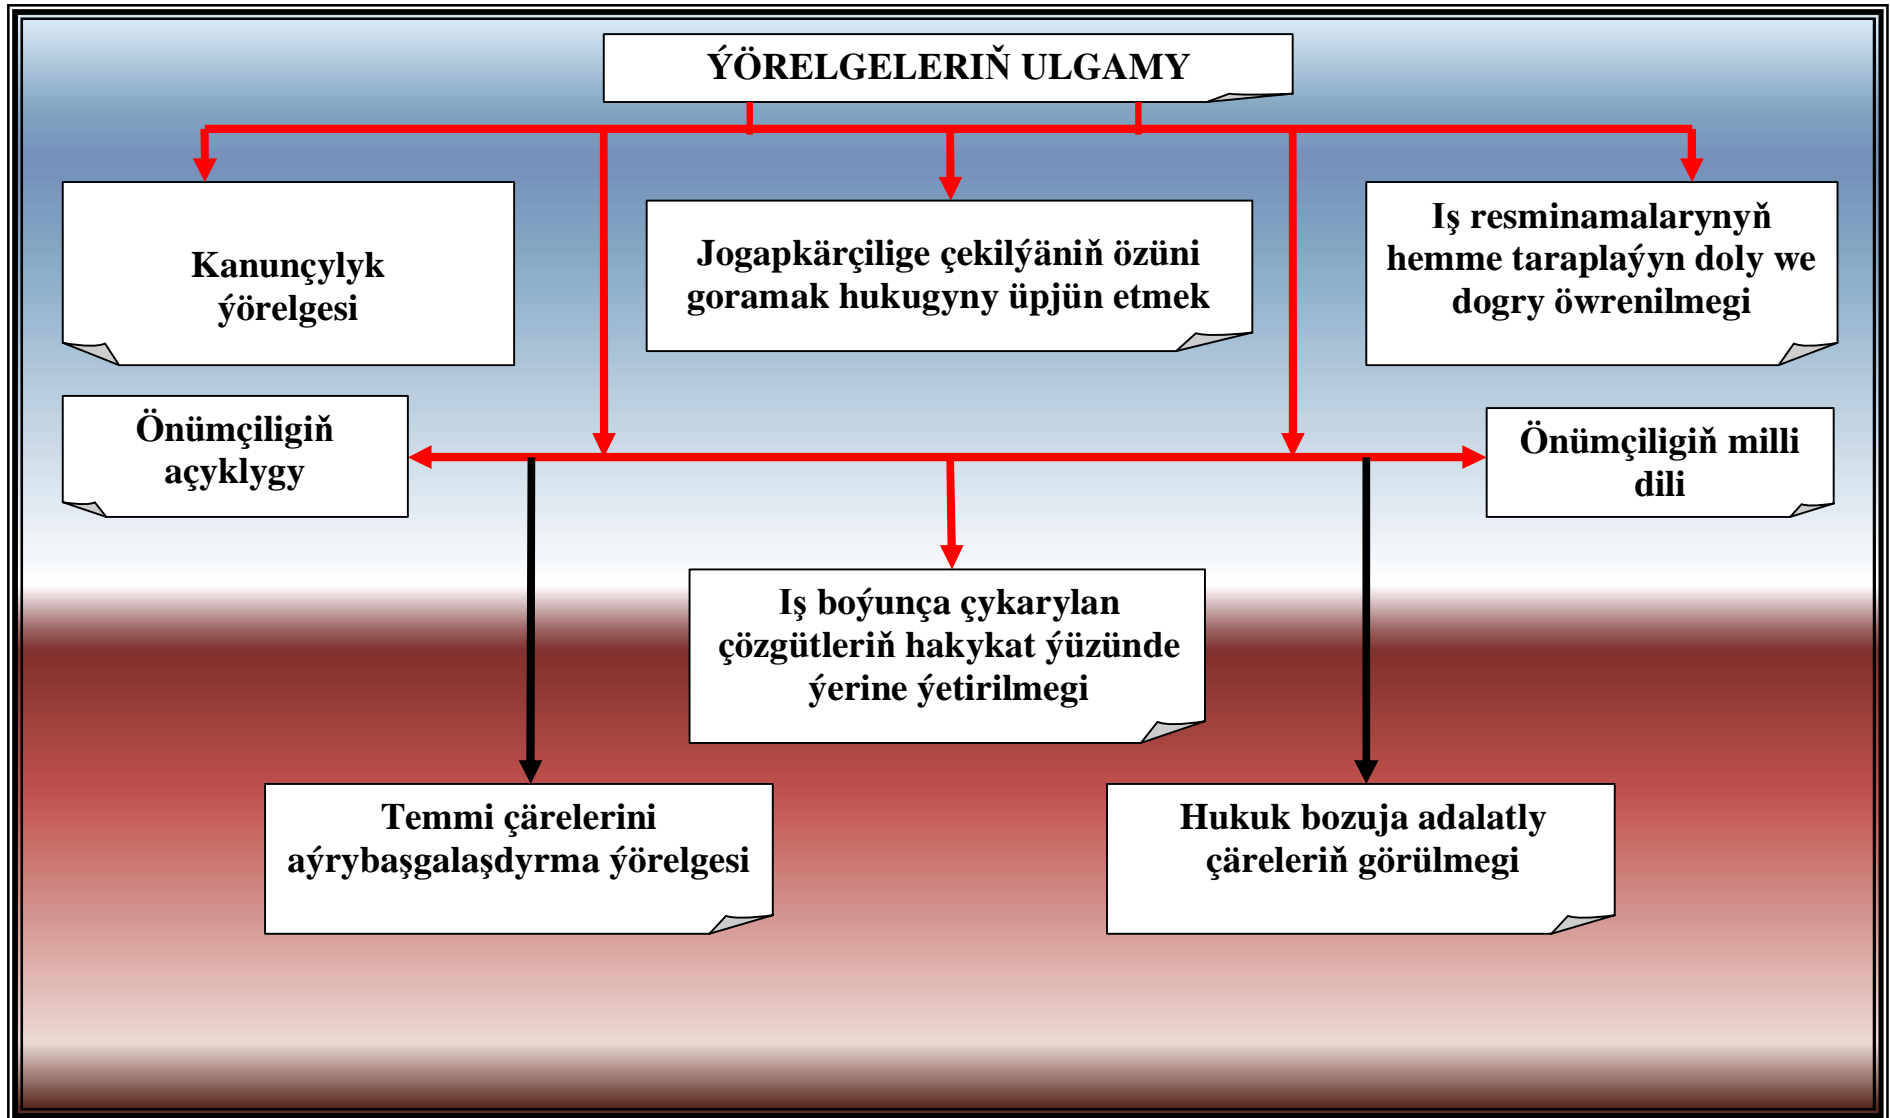 ÝÖRELGELERIŇ ULGAMY
Kanunçylyk
ýörelgesi
Jogapkärçilige çekilýäniň özüni
goramak hukugyny üpjün etmek
Iş resminamalarynyň
hemme taraplaýyn doly we
dogry öwrenilmegi
Önümçiligiň
açyklygy
Önümçiligiň milli
dili
Iş boýunça çykarylan
çözgütleriň hakykat ýüzünde
ýerine ýetirilmegi
Temmi çärelerini
aýrybaşgalaşdyrma ýörelgesi
Hukuk bozuja adalatly
çäreleriň görülmegi